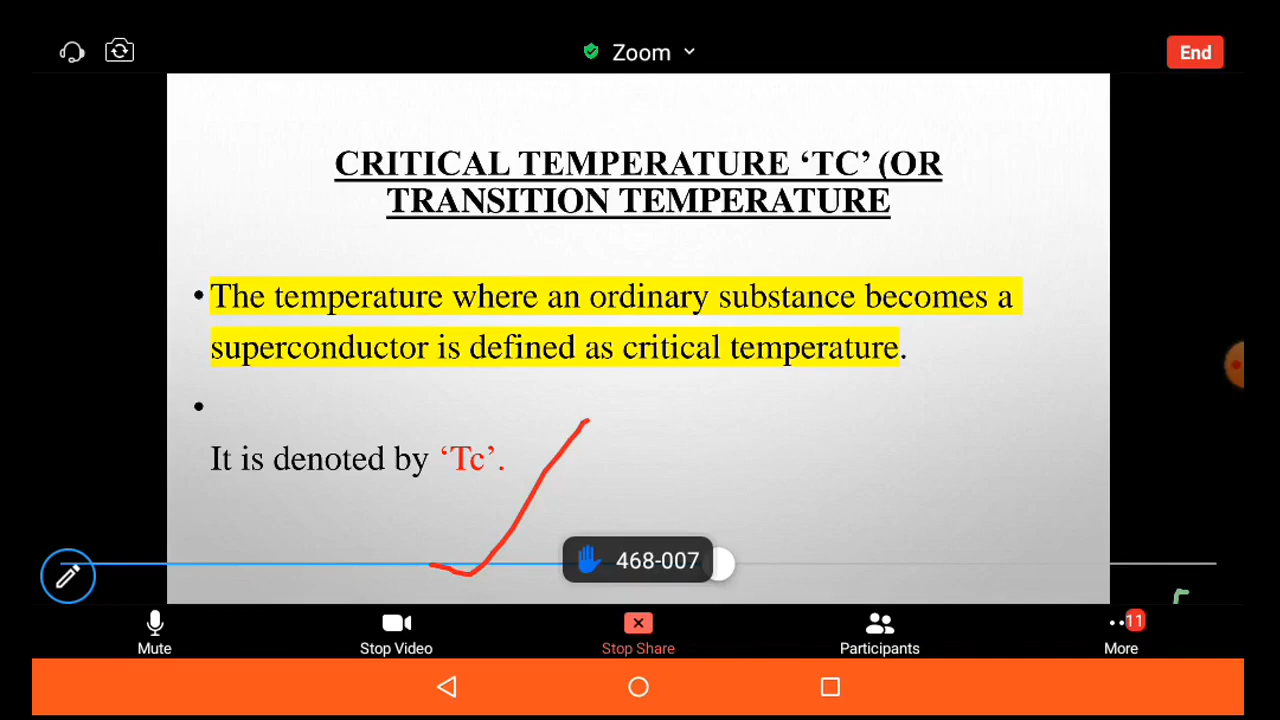 Zoom
End
CRITICAL TEMPERATURE ‘TC’ (OR
TRANSITION TEMPERATURE
• The temperature where an ordinary substance becomes a
superconductor is defined as critical temperature.
•
It is denoted by ‘Tc’.
468-007
11
Mute
Stop Video
Stop Share
Participants
More